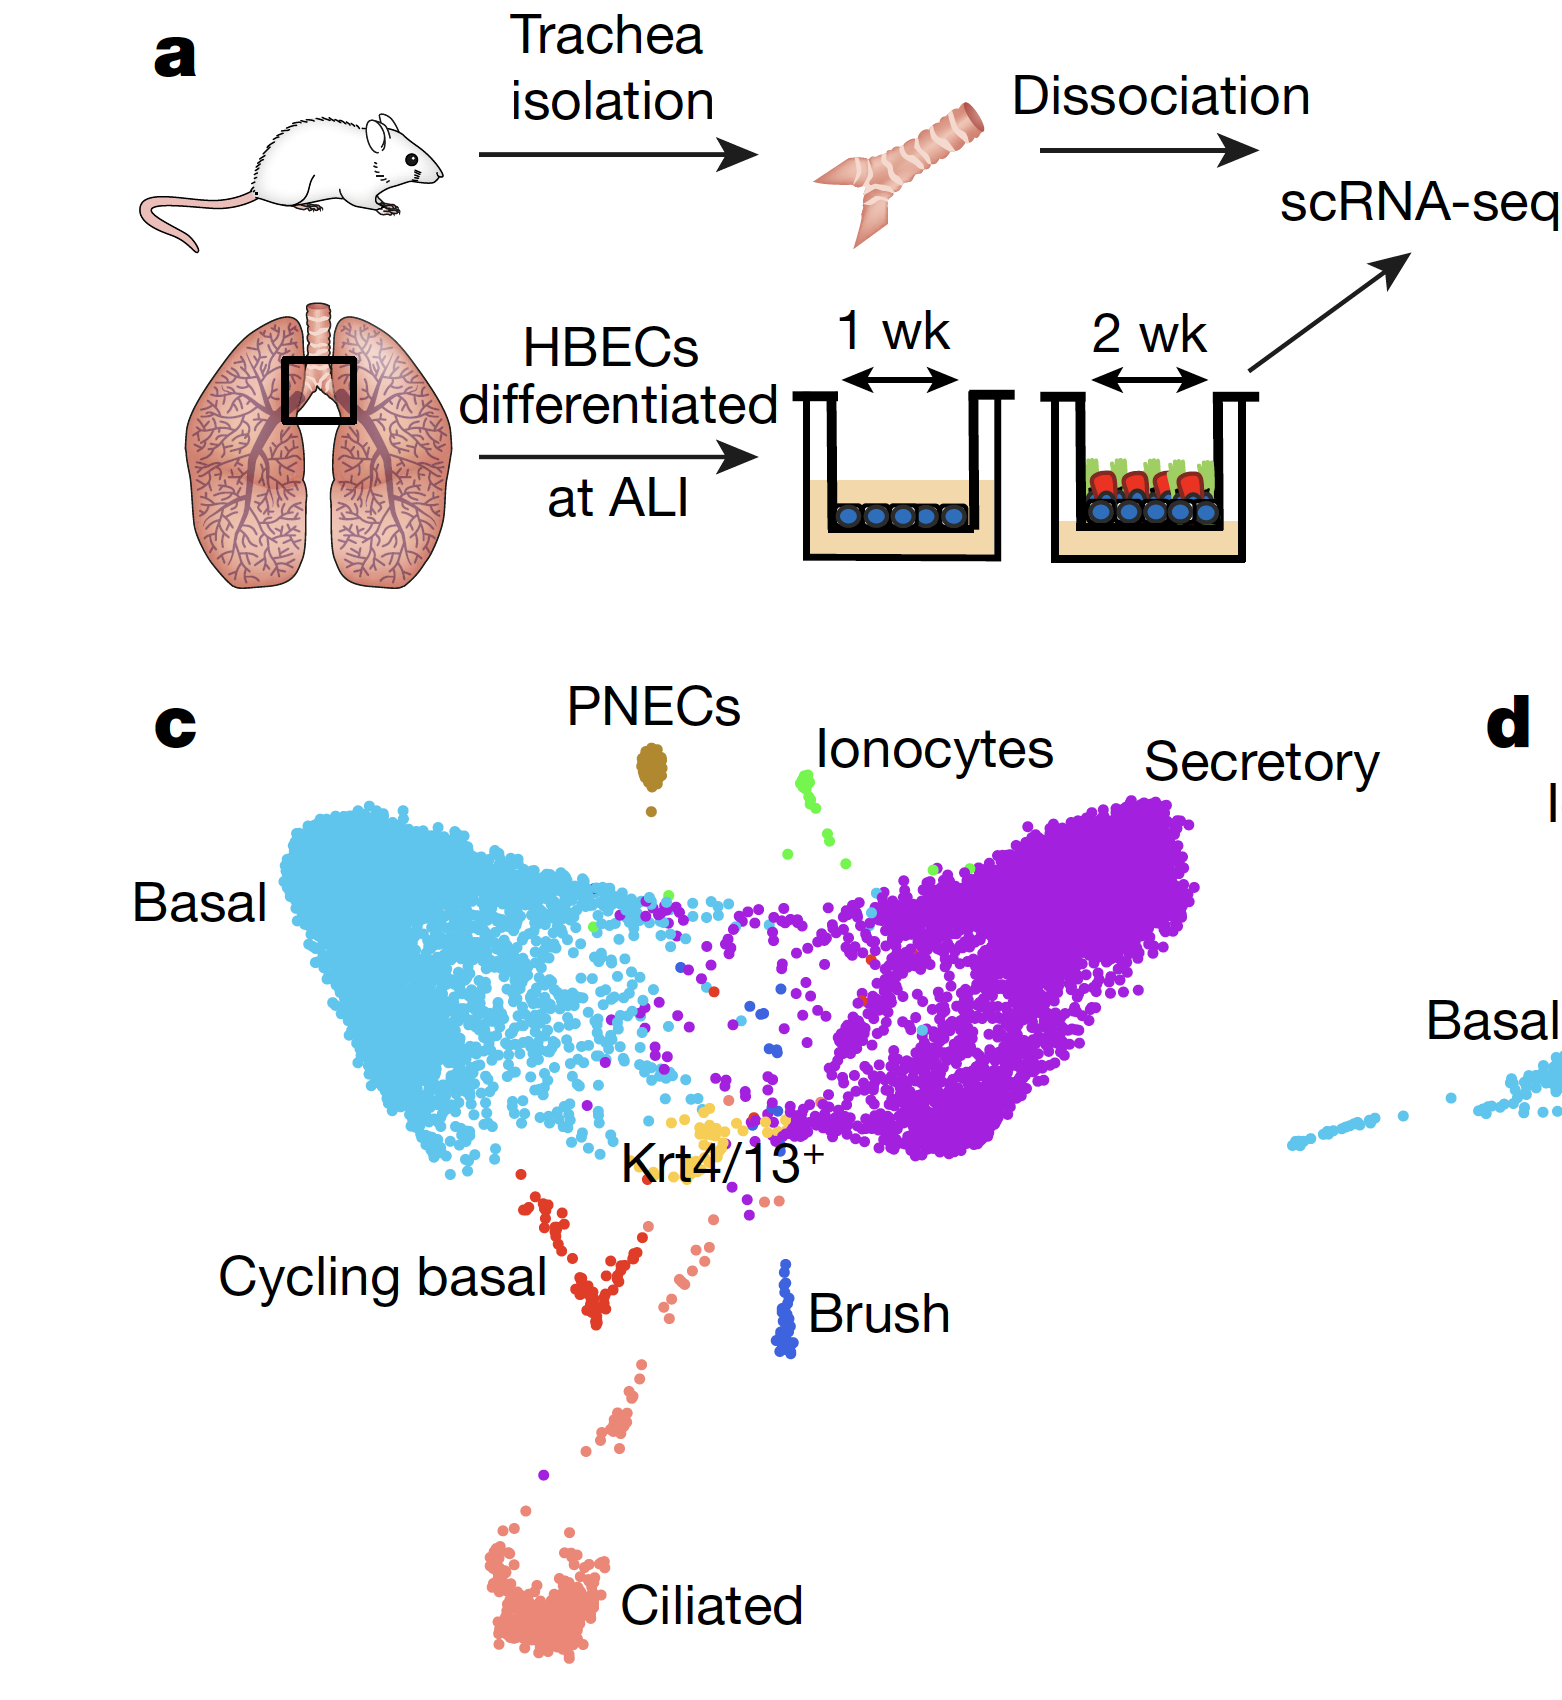 a
Trachea
isolation
Dissociation
scRNA-seq
HBECs
differentiated
at ALI
1 wk
2 wk
c
PNECs
Ionocytes
Secretory
Basal
Krt4/13⁺
Cycling basal
Brush
Ciliated
d
Basal